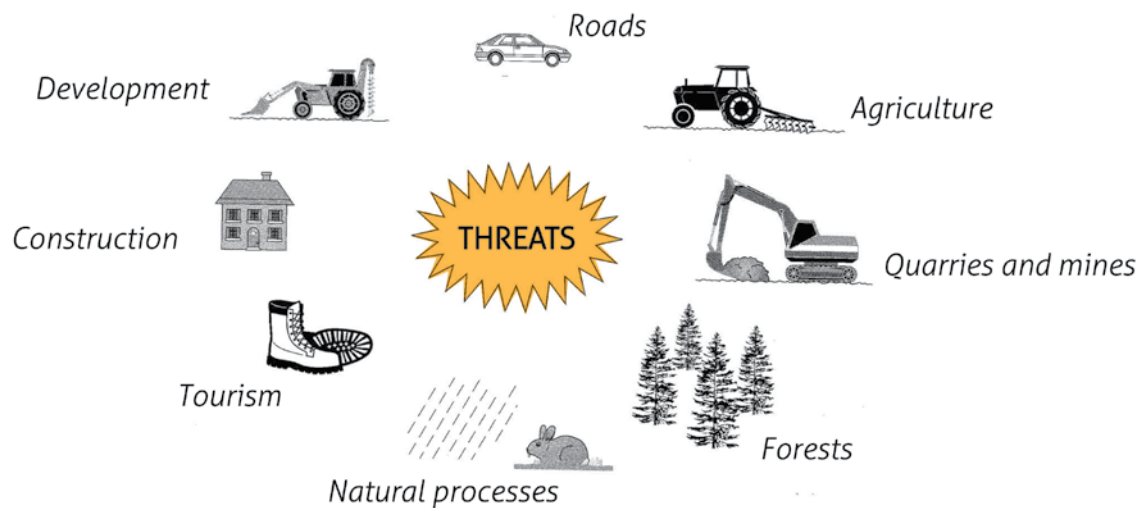 Roads
Development
Agriculture
Construction
THREATS
Quarries and mines
Tourism
Forests
Natural processes